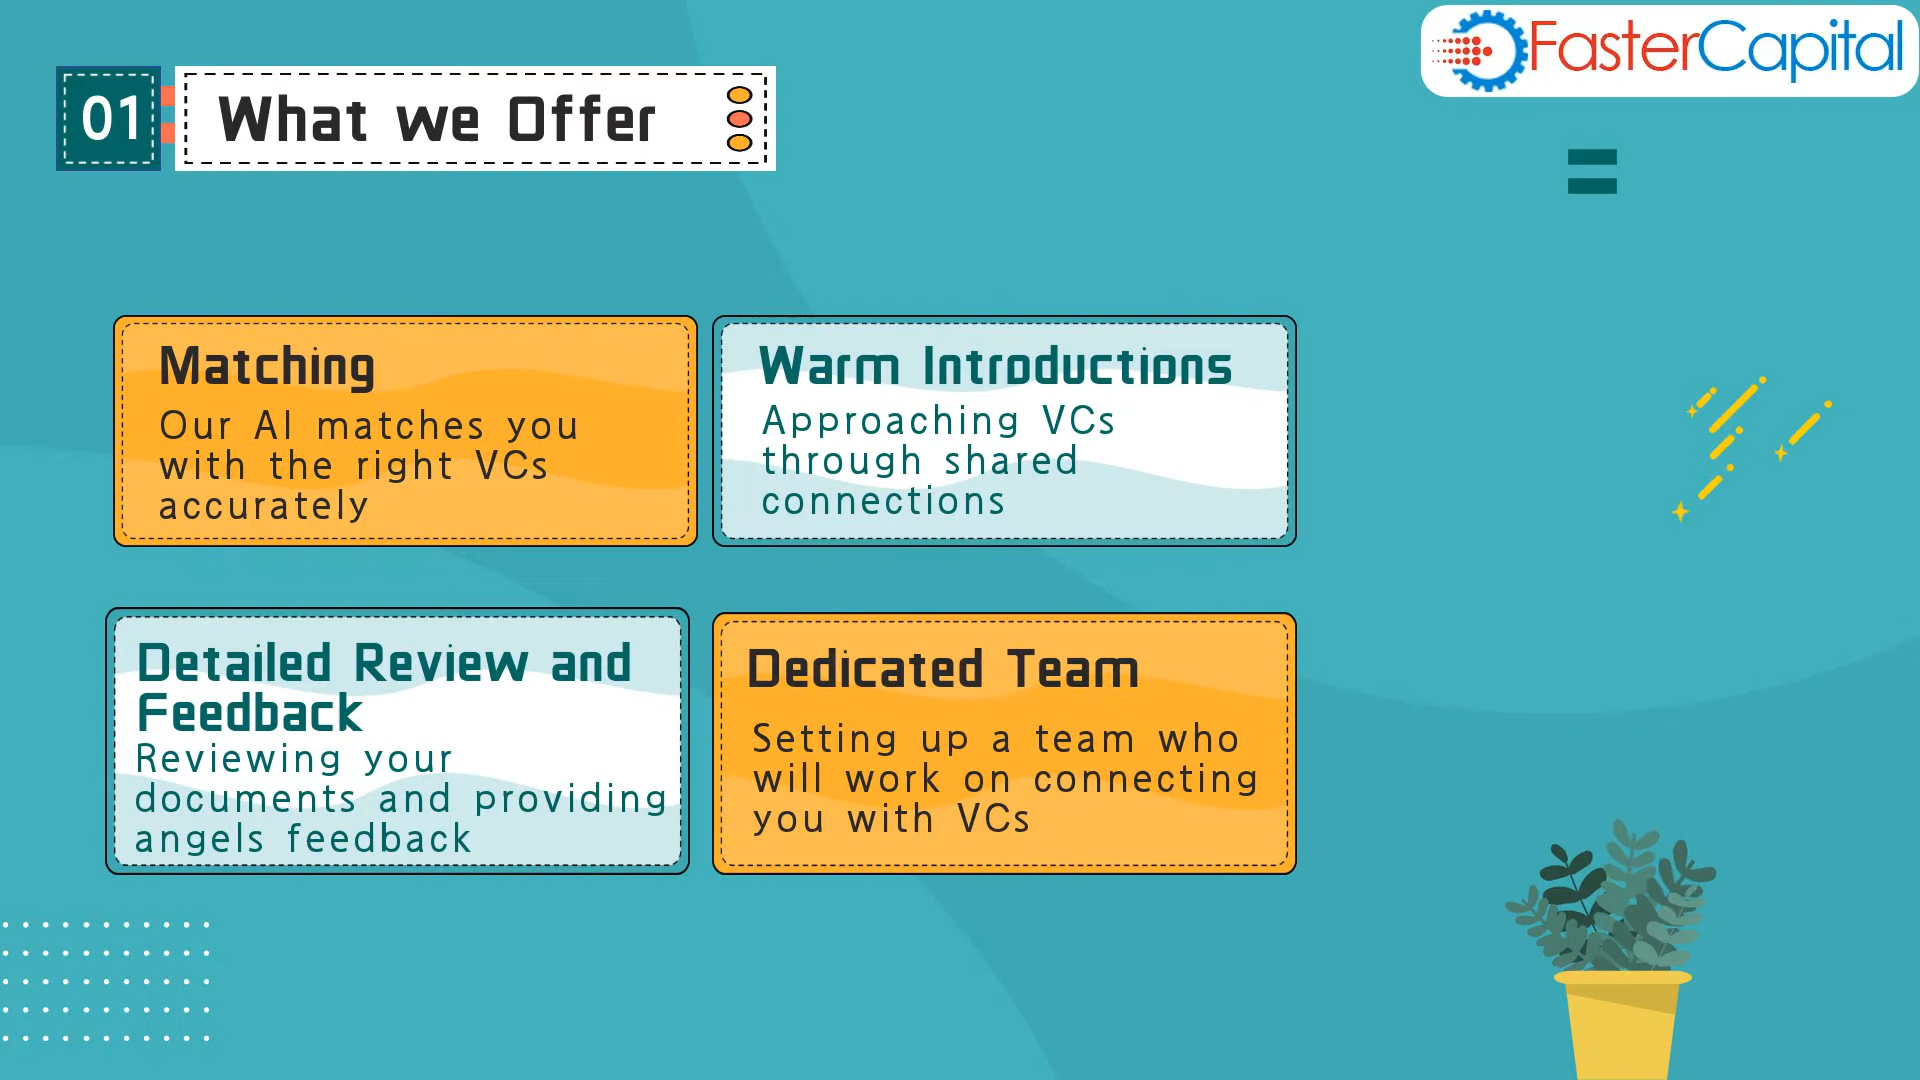 FasterCapital
01
What we Offer
Matching
Our AI matches you
with the right VCs
accurately
Warm Introductions
Approaching VCs
through shared
connections
Detailed Review and
Feedback
Reviewing your
documents and providing
angels feedback
Dedicated Team
Setting up a team who
will work on connecting
you with VCs